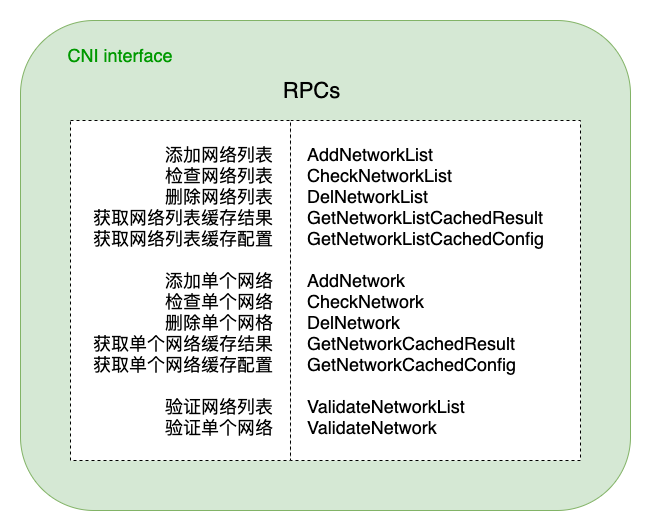 CNI interface
RPCs
添加网络列表 AddNetworkList
检查网络列表 CheckNetworkList
删除网络列表 DelNetworkList
获取网络列表缓存结果 GetNetworkListCachedResult
获取网络列表缓存配置 GetNetworkListCachedConfig
添加单个网络 AddNetwork
检查单个网络 CheckNetwork
删除单个网格 DelNetwork
获取单个网络缓存结果 GetNetworkCachedResult
获取单个网络缓存配置 GetNetworkCachedConfig
验证网络列表 ValidateNetworkList
验证单个网络 ValidateNetwork